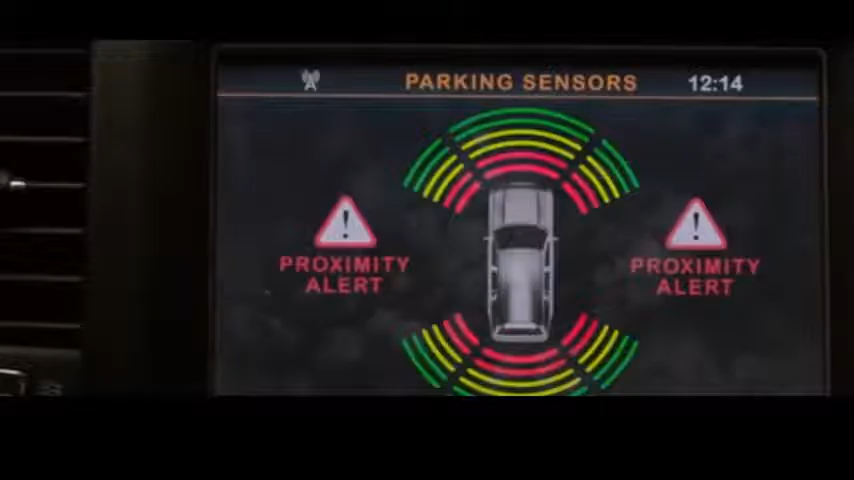 PARKING SENSORS 12:14
PROXIMITY
ALERT
PROXIMITY
ALERT